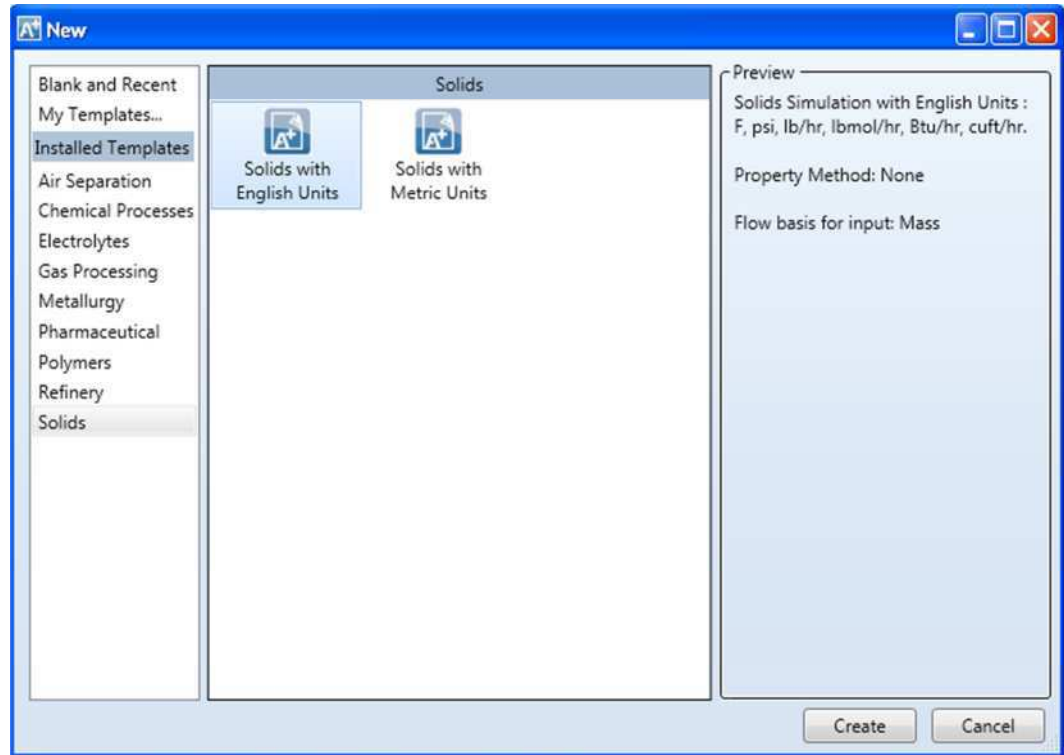 New
Blank and Recent
My Templates...
Installed Templates
Air Separation
Chemical Processes
Electrolytes
Gas Processing
Metallurgy
Pharmaceutical
Polymers
Refinery
Solids
Solids
A+
Solids with
English Units
A+
Solids with
Metric Units
Preview
Solids Simulation with English Units :
F, psi, lb/hr, lbmol/hr, Btu/hr, cuft/hr.
Property Method: None
Flow basis for input: Mass
Create
Cancel